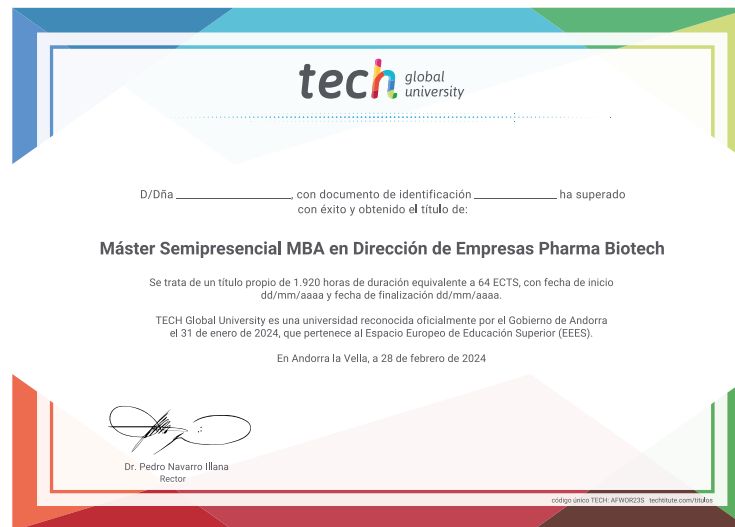 tech global university
D/Dña ____________________, con documento de identificación ______________ ha superado
con éxito y obtenido el título de:
Máster Semipresencial MBA en Dirección de Empresas Pharma Biotech
Se trata de un título propio de 1.920 horas de duración equivalente a 64 ECTS, con fecha de inicio
dd/mm/aaaa y fecha de finalización dd/mm/aaaa.
TECH Global University es una universidad reconocida oficialmente por el Gobierno de Andorra
el 31 de enero de 2024, que pertenece al Espacio Europeo de Educación Superior (EEES).
En Andorra la Vella, a 28 de febrero de 2024
Dr. Pedro Navarro Illana
Rector
código único TECH: AFWOR23S techtitute.com/titulos